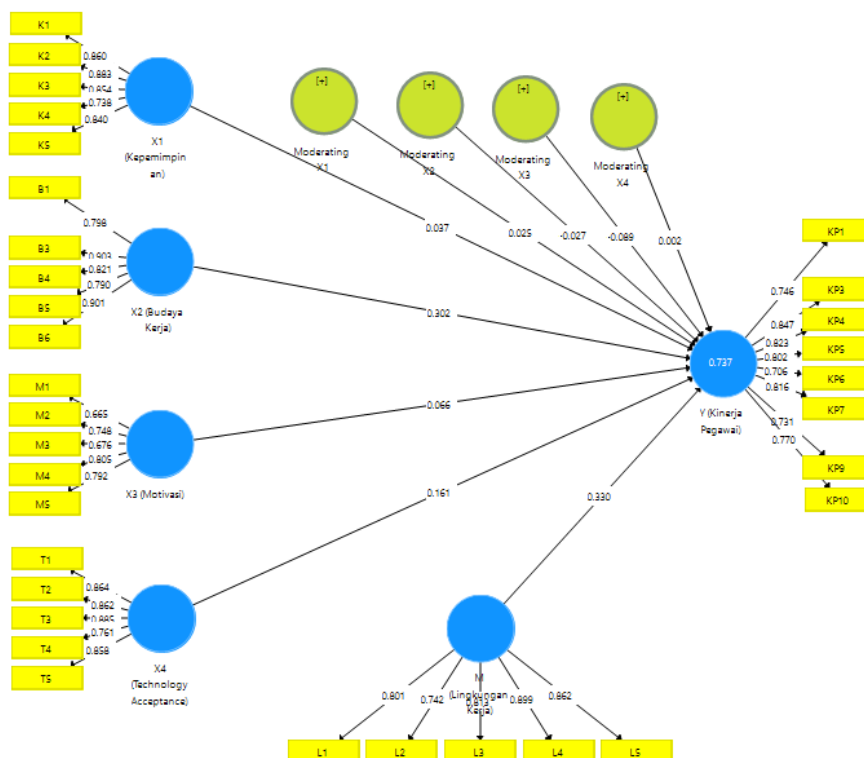 K1
K2
K3
K4
K5
0.860
0.883
0.854
0.738
0.840
X1
(Kepemimpin
an)
[+]
[+]
[+]
[+]
Moderating
X1
Moderating
X2
Moderating
X3
Moderating
X4
0.037
0.025
-0.027
-0.089
0.002
B1
B3
B4
B5
B6
0.798
0.903
0.821
0.790
0.901
X2 (Budaya
Kerja)
0.302
M1
M2
M3
M4
M5
0.665
0.748
0.676
0.805
0.792
X3 (Motivasi)
0.066
T1
T2
T3
T4
T5
0.864
0.862
0.761
0.858
X4
(Technology
Acceptance)
0.161
0.737
Y (Kinerja
Pegawai)
KP1
KP3
KP4
KP5
KP6
KP7
KP9
KP10
0.746
0.847
0.823
0.802
0.706
0.816
0.731
0.770
0.330
M
(Lingkungan
Kerja)
0.801
0.742
0.813
0.899
0.862
L1
L2
L3
L4
L5